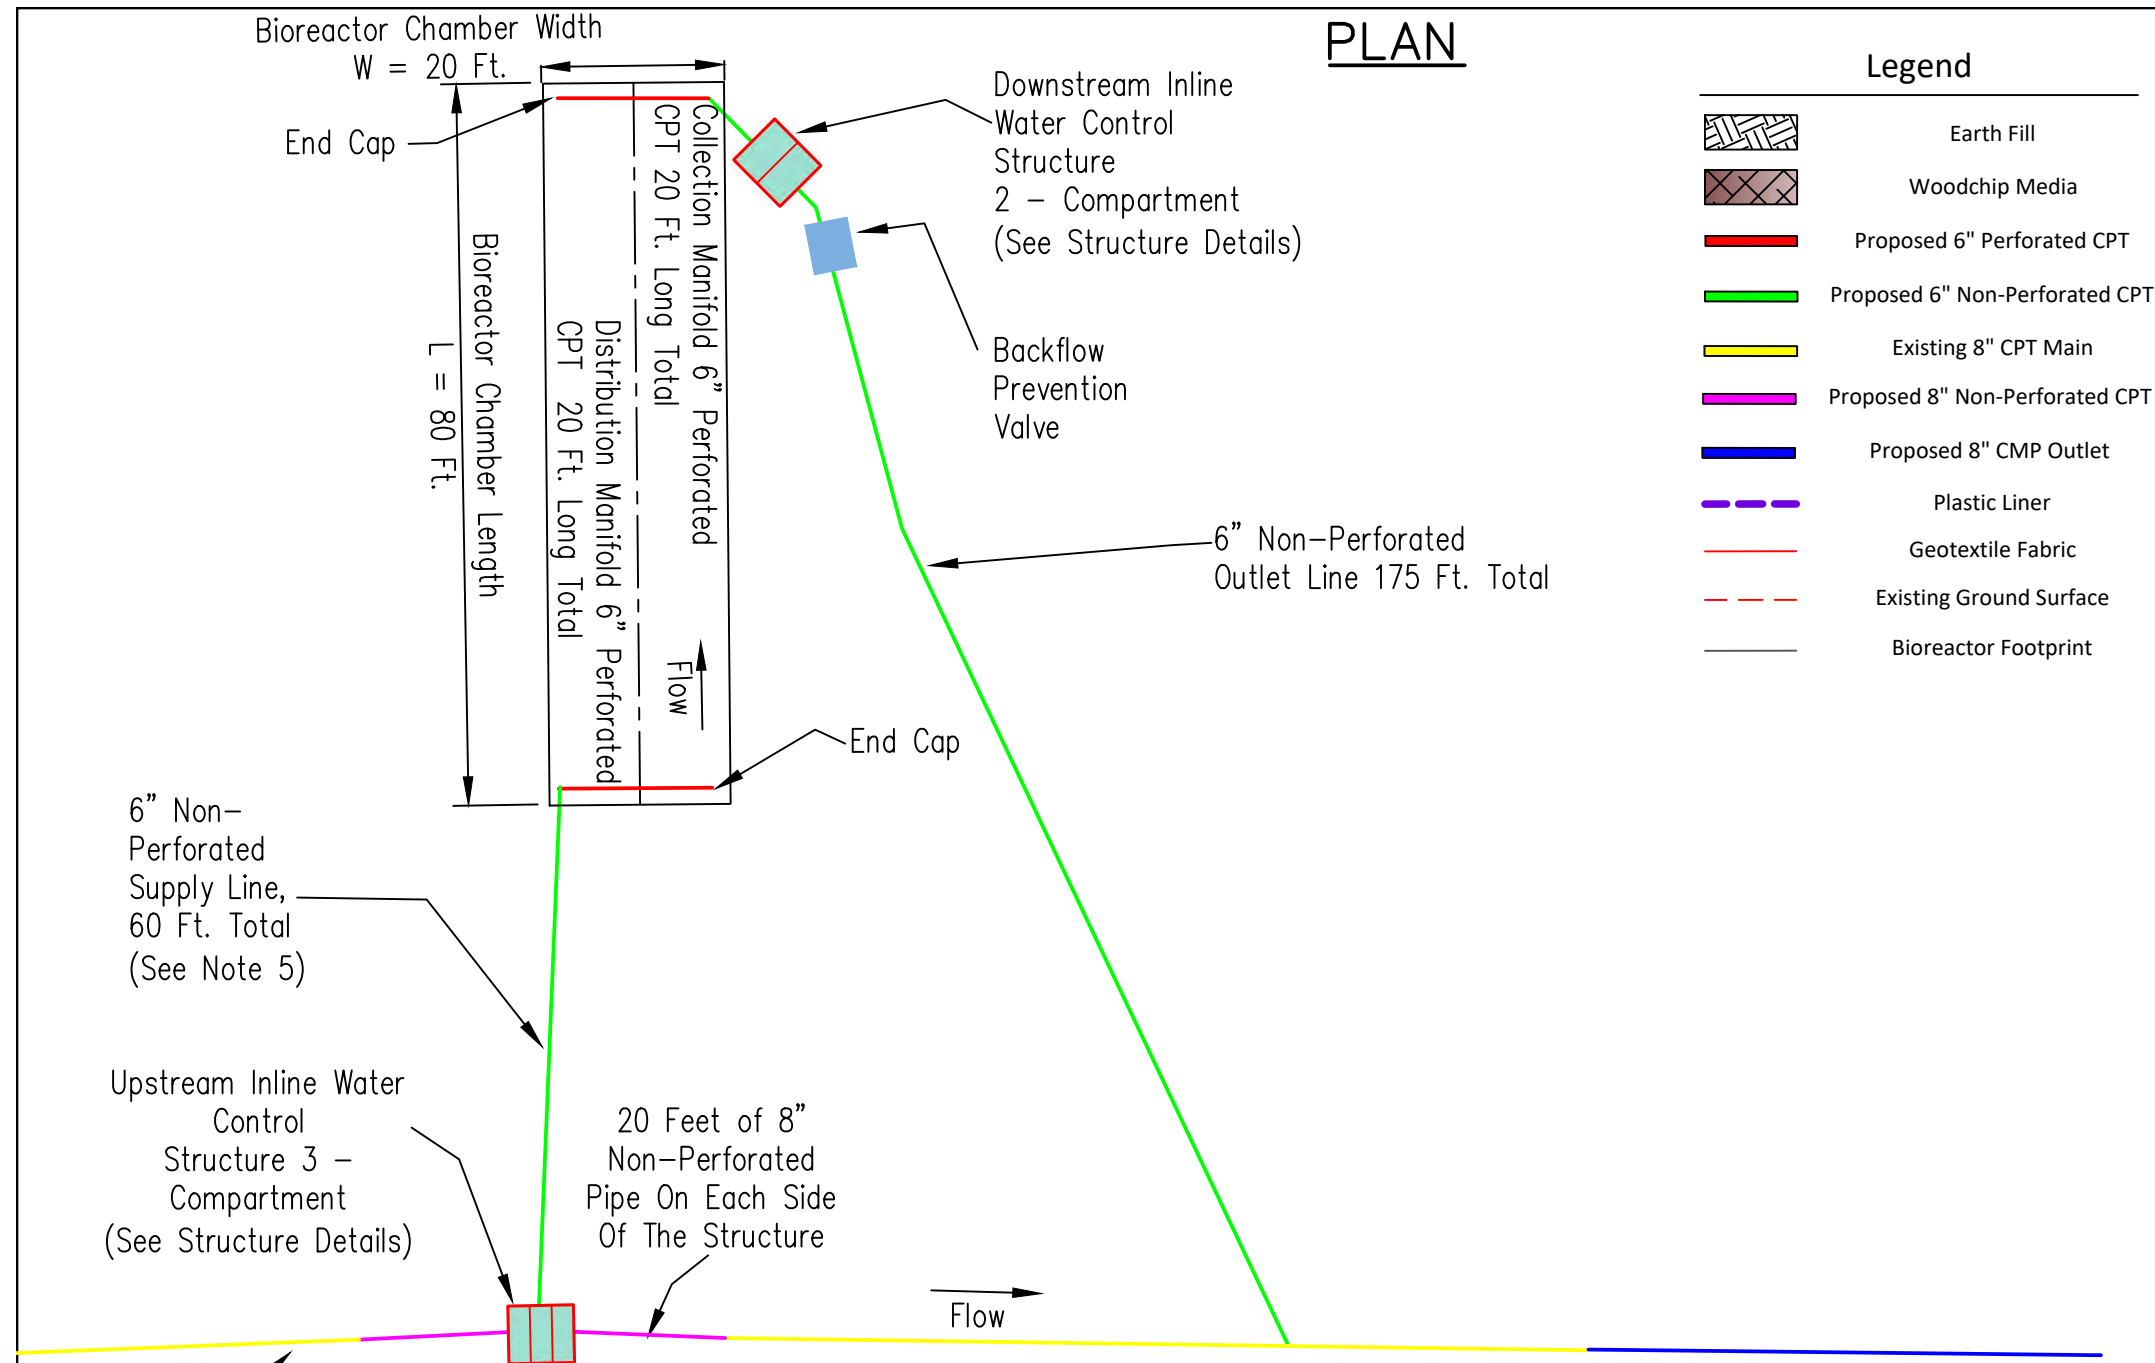 PLAN
Bioreactor Chamber Width
W = 20 Ft.
End Cap
Downstream Inline
Water Control
Structure
2 - Compartment
(See Structure Details)
Backflow
Prevention
Valve
Collection Manifold 6" Perforated
CPT 20 Ft. Long Total
Distribution Manifold 6" Perforated
CPT 20 Ft. Long Total
Bioreactor Chamber Length
L = 80 Ft.
Flow
End Cap
6" Non-Perforated
Outlet Line 175 Ft. Total
6" Non-
Perforated
Supply Line,
60 Ft. Total
(See Note 5)
Upstream Inline Water
Control
Structure 3 -
Compartment
(See Structure Details)
20 Feet of 8"
Non-Perforated
Pipe On Each Side
Of The Structure
Flow
Legend
Earth Fill
Woodchip Media
Proposed 6" Perforated CPT
Proposed 6" Non-Perforated CPT
Existing 8" CPT Main
Proposed 8" Non-Perforated CPT
Proposed 8" CMP Outlet
Plastic Liner
Geotextile Fabric
Existing Ground Surface
Bioreactor Footprint